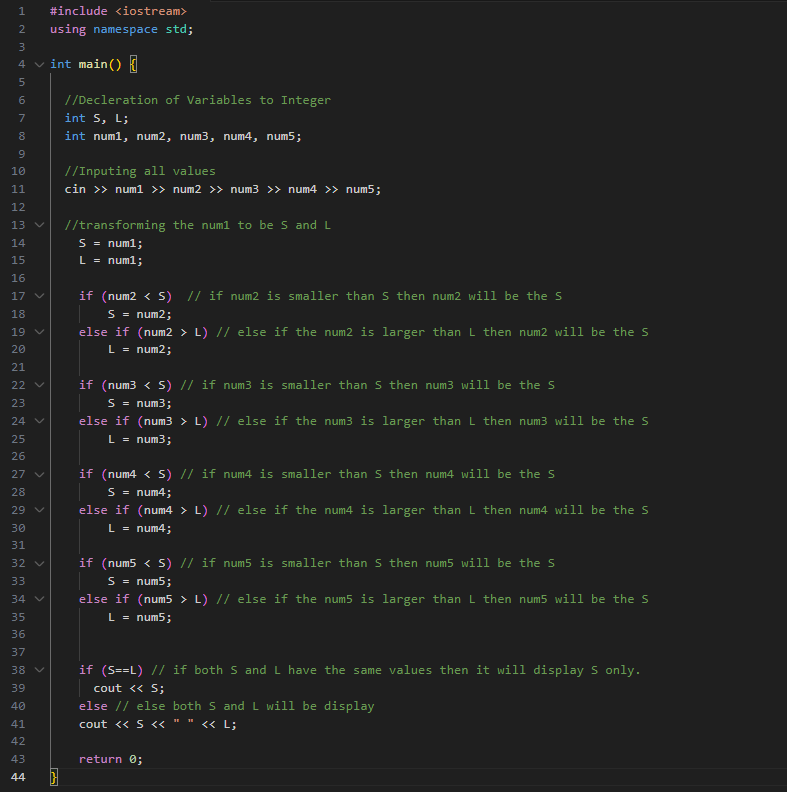 1 #include <iostream>
2 using namespace std;
3
4 int main() {
5
6 //Decleration of Variables to Integer
7 int S, L;
8 int num1, num2, num3, num4, num5;
9
10 //Inputing all values
11 cin >> num1 >> num2 >> num3 >> num4 >> num5;
12
13 //transforming the num1 to be S and L
14 S = num1;
15 L = num1;
16
17 if (num2 < S)  // if num2 is smaller than S then num2 will be the S
18 S = num2;
19 else if (num2 > L) // else if the num2 is larger than L then num2 will be the S
20 L = num2;
21
22 if (num3 < S) // if num3 is smaller than S then num3 will be the S
23 S = num3;
24 else if (num3 > L) // else if the num3 is larger than L then num3 will be the S
25 L = num3;
26
27 if (num4 < S) // if num4 is smaller than S then num4 will be the S
28 S = num4;
29 else if (num4 > L) // else if the num4 is larger than L then num4 will be the S
30 L = num4;
31
32 if (num5 < S) // if num5 is smaller than S then num5 will be the S
33 S = num5;
34 else if (num5 > L) // else if the num5 is larger than L then num5 will be the S
35 L = num5;
36
37
38 if (S==L) // if both S and L have the same values then it will display S only.
39 cout << S;
40 else // else both S and L will be display
41 cout << S << " " << L;
42
43 return 0;
44 }